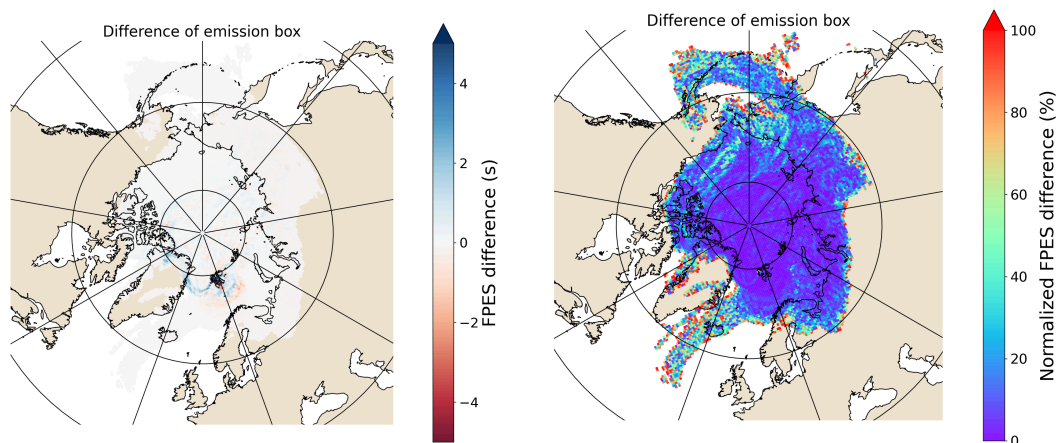 Difference of emission box
4
2
0
−2
−4
FPES difference (s)
Difference of emission box
100
80
60
40
20
0
Normalized FPES difference (%)